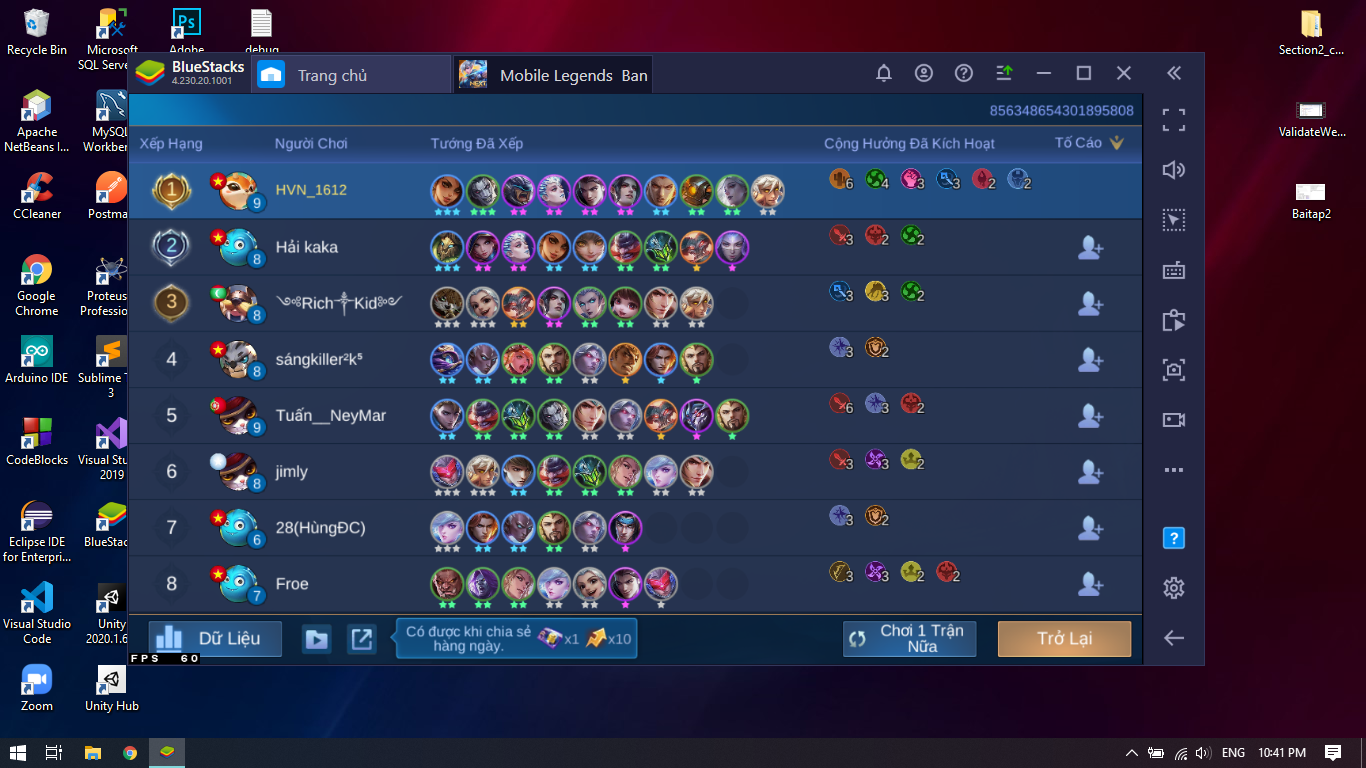 Recycle Bin
Microsoft
SQL Serve...
Adobe
debug
Section2_c...
BlueStacks
4.230.20.1001
Trang chủ
Mobile Legends Ban
856348654301895808
Xếp Hạng Người Chơi Tướng Đã Xếp Cộng Hưởng Đã Kích Hoạt Tố Cáo
1 9 HVN_1612 6 4 3 3 2 2
2 8 Hải kaka 3 2 2
3 8 ༺Rich༒Kid༻ 3 3 2
4 8 sángkiller²k⁵ 3 2
5 9 Tuấn__NeyMar 6 3 2
6 8 jimly 3 3 2
7 6 28(HùngĐC) 3 2
8 7 Froe 3 3 2 2
Dữ Liệu
Có được khi chia sẻ
hàng ngày.
x1 x10
Chơi 1 Trận
Nữa
Trở Lại
FPS 60
Apache
NetBeans I...
MySQL
Workben
ValidateWe...
CCleaner
Postma
Baitap2
Google
Chrome
Proteus
Professio
Arduino IDE
Sublime T
3
CodeBlocks
Visual Stu
2019
Eclipse IDE
for Enterpri...
BlueStac
Visual Studio
Code
Unity
2020.1.6
Zoom
Unity Hub
ENG
10:41 PM